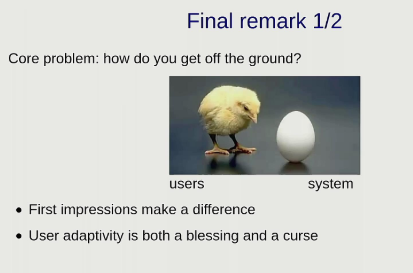 Final remark 1/2
Core problem: how do you get off the ground?
users system
• First impressions make a difference
• User adaptivity is both a blessing and a curse